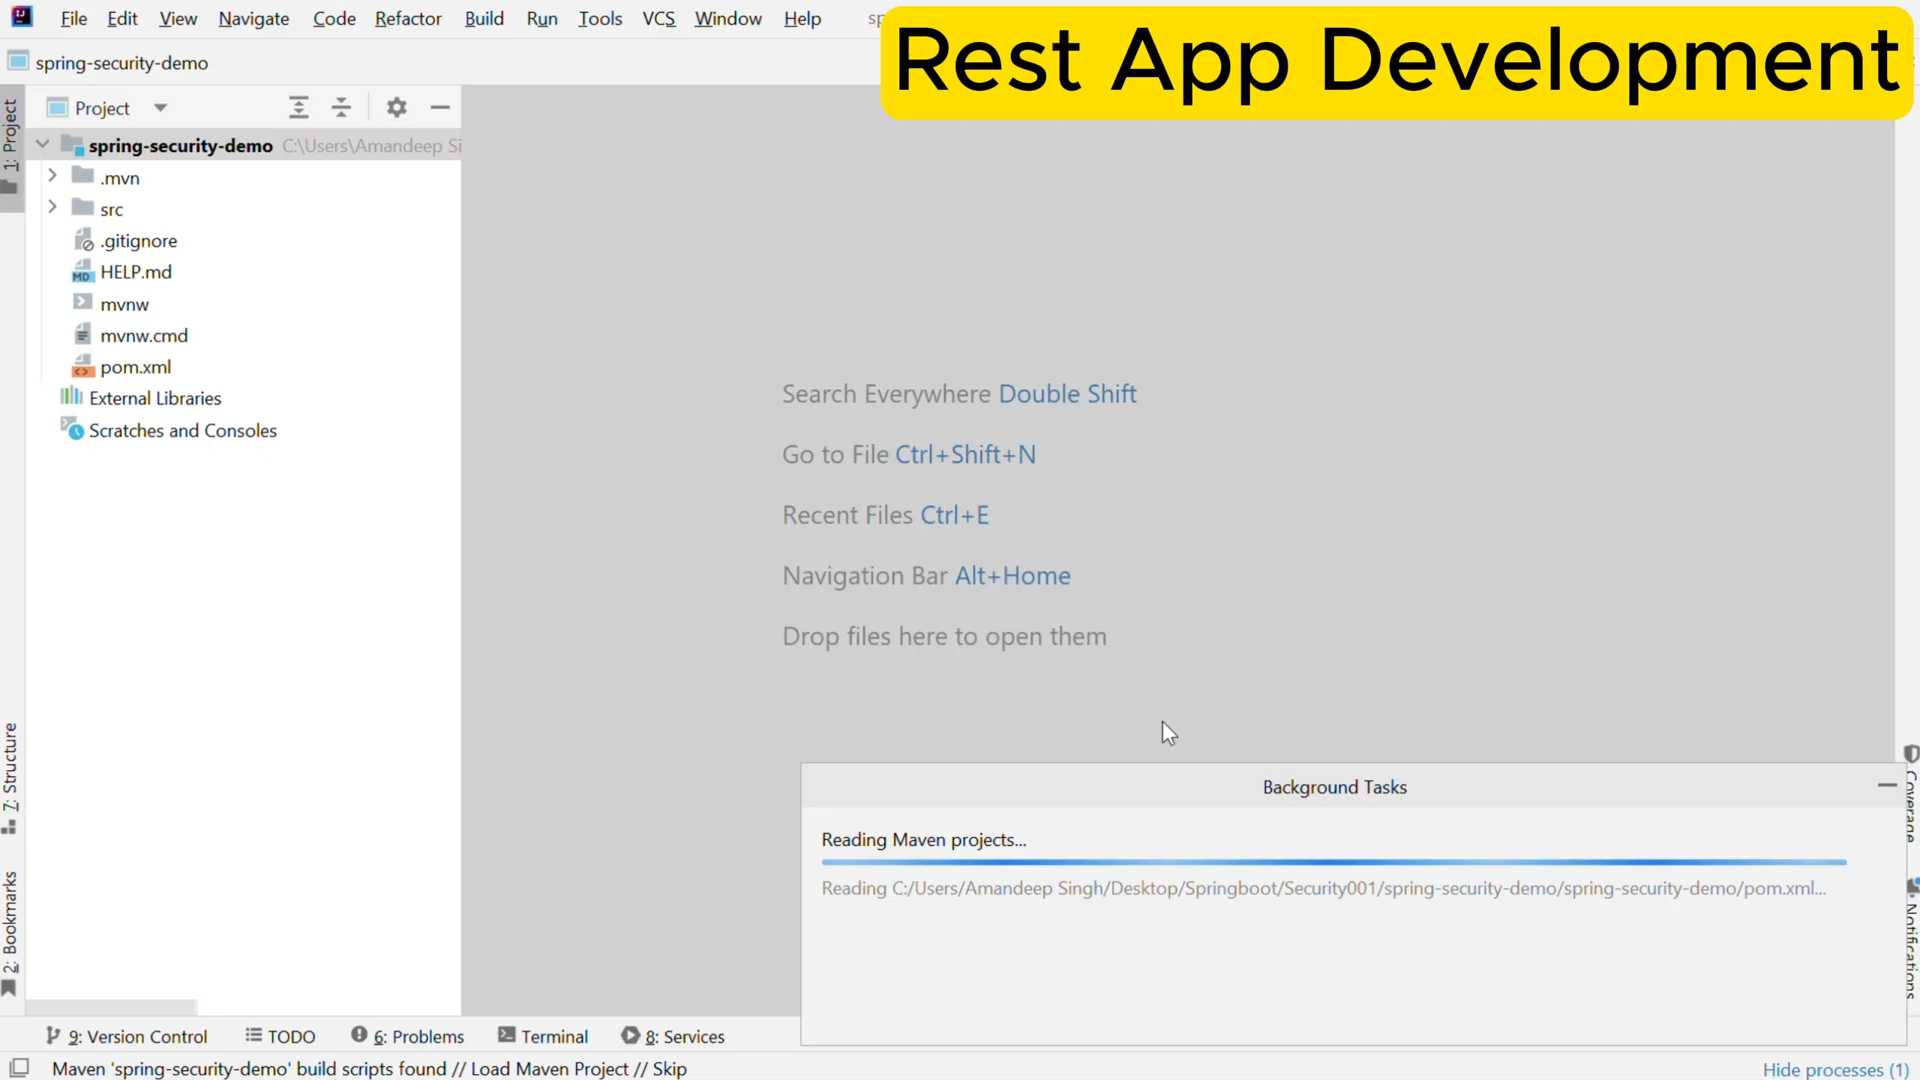 File Edit View Navigate Code Refactor Build Run Tools VCS Window Help
Rest App Development
spring-security-demo
Project
1: Project
spring-security-demo C:\Users\Amandeep Si
.mvn
src
.gitignore
HELP.md
mvnw
mvnw.cmd
pom.xml
External Libraries
Scratches and Consoles
Search Everywhere Double Shift
Go to File Ctrl+Shift+N
Recent Files Ctrl+E
Navigation Bar Alt+Home
Drop files here to open them
7: Structure
2: Bookmarks
Background Tasks
Reading Maven projects...
Reading C:/Users/Amandeep Singh/Desktop/Springboot/Security001/spring-security-demo/spring-security-demo/pom.xml...
Coverage
Notifications
9: Version Control TODO 6: Problems Terminal 8: Services
Maven 'spring-security-demo' build scripts found // Load Maven Project // Skip
Hide processes (1)